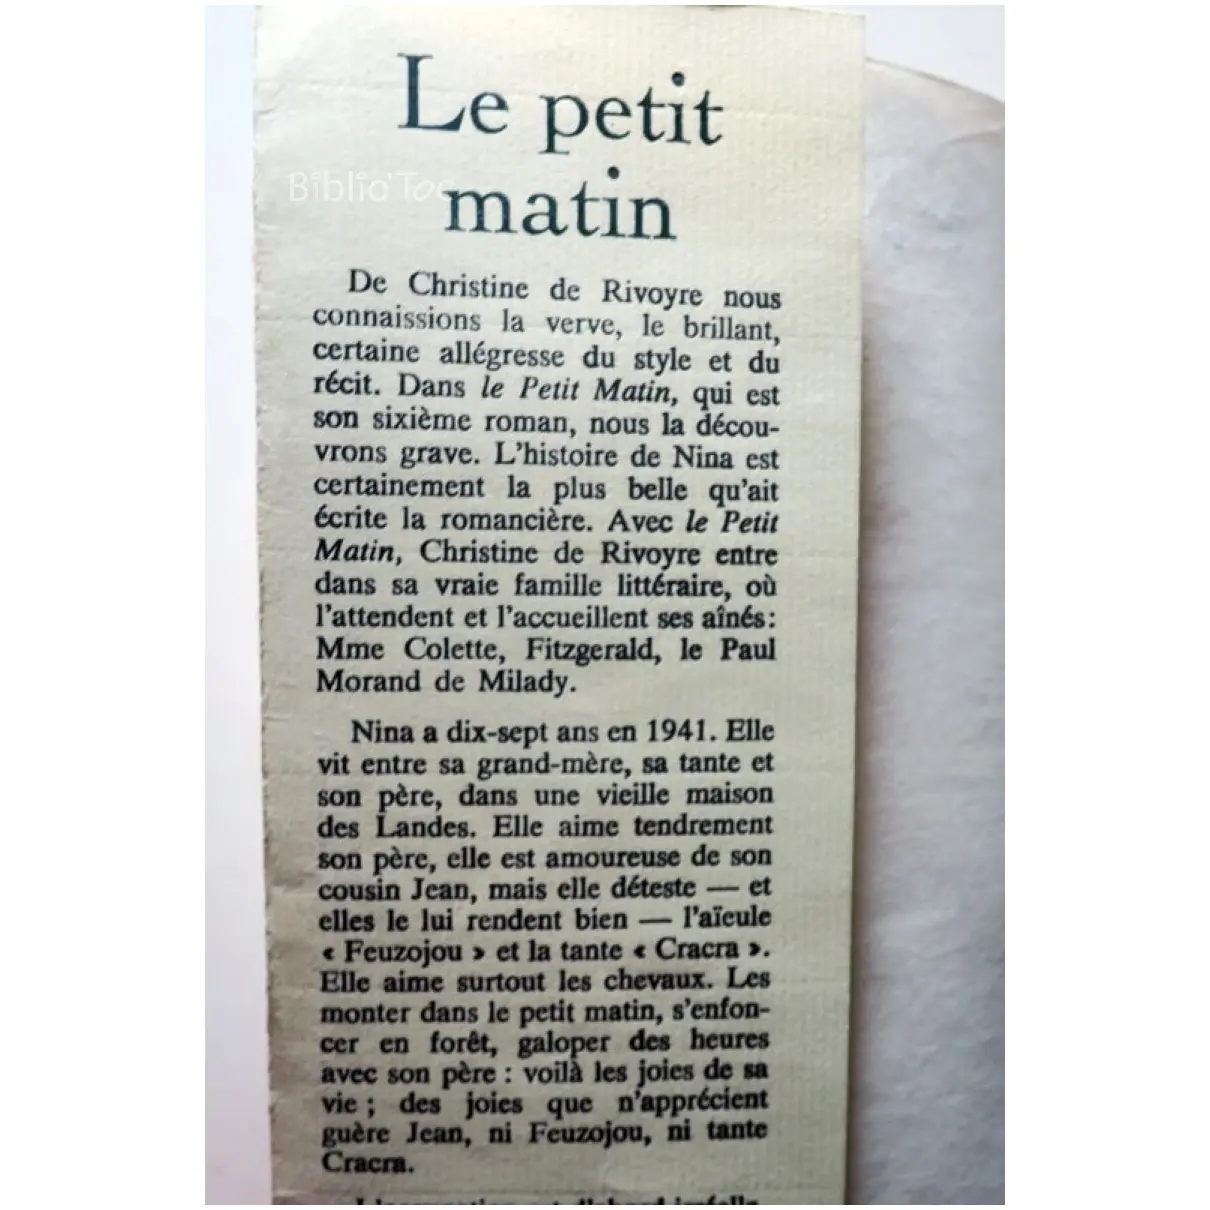 Le petit
matin
De Christine de Rivoyre nous
connaissions la verve, le brillant,
certaine allégresse du style et du
récit. Dans le Petit Matin, qui est
son sixième roman, nous la décou-
vrons grave. L'histoire de Nina est
certainement la plus belle qu'ait
écrite la romancière. Avec le Petit
Matin, Christine de Rivoyre entre
dans sa vraie famille littéraire, où
l'attendent et l'accueillent ses aînés:
Mme Colette, Fitzgerald, le Paul
Morand de Milady.
Nina a dix-sept ans en 1941. Elle
vit entre sa grand-mère, sa tante et
son père, dans une vieille maison
des Landes. Elle aime tendrement
son père, elle est amoureuse de son
cousin Jean, mais elle déteste — et
elles le lui rendent bien — l'aïeule
« Feuzojou » et la tante « Cracra ».
Elle aime surtout les chevaux. Les
monter dans le petit matin, s'enfon-
cer en forêt, galoper des heures
avec son père : voilà les joies de sa
vie ; des joies que n'apprécient
guère Jean, ni Feuzojou, ni tante
Cracra.